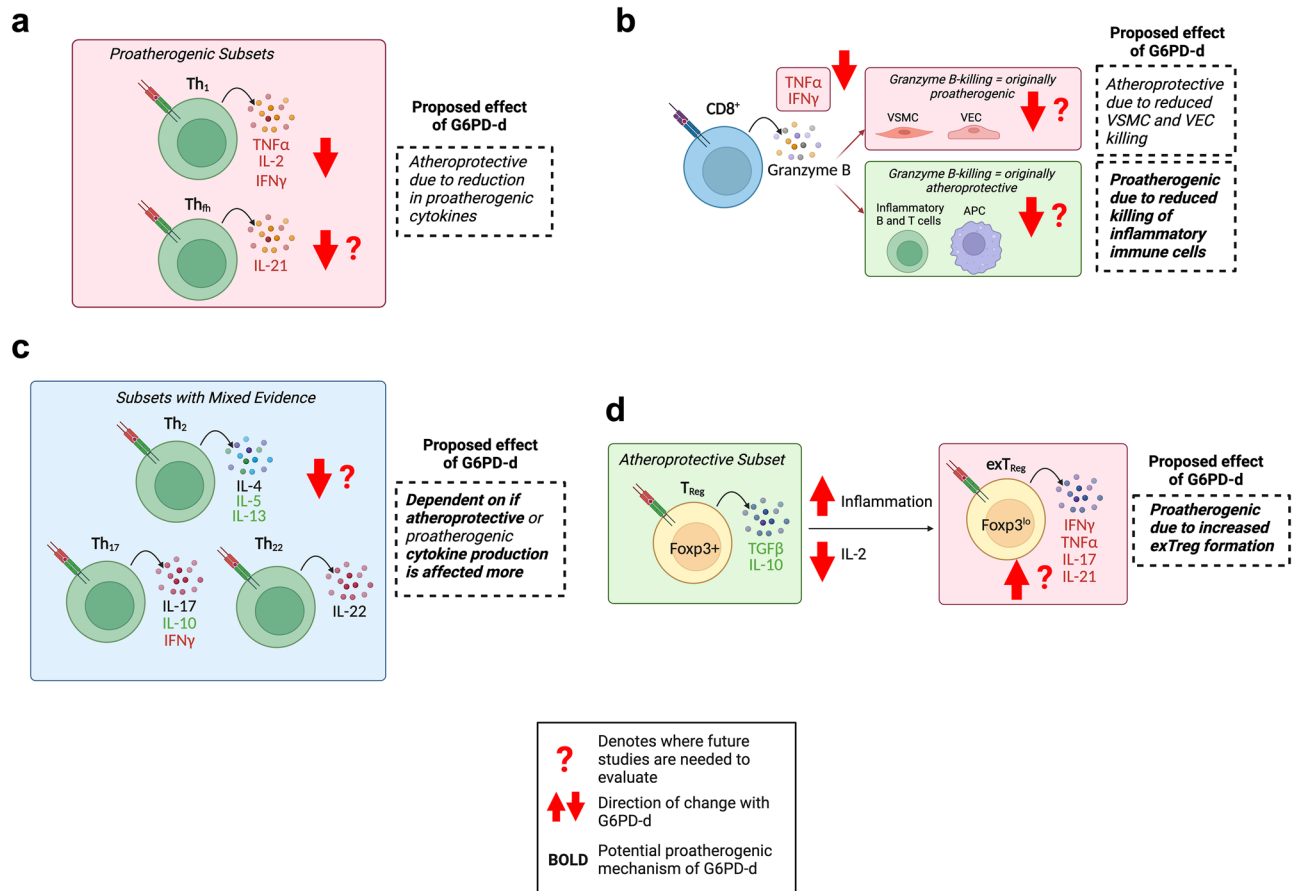 a
Proatherogenic Subsets
Th₁
TNFα
IL-2
IFNγ
Th_fh
IL-21
?
Proposed effect
of G6PD-d
Atheroprotective
due to reduction
in proatherogenic
cytokines
b
CD8⁺
TNFα
IFNγ
Granzyme B
Granzyme B-killing = originally
proatherogenic
VSMC
VEC
?
Granzyme B-killing = originally
atheroprotective
Inflammatory
B and T cells
APC
?
Proposed effect
of G6PD-d
Atheroprotective
due to reduced
VSMC and VEC
killing
Proatherogenic
due to reduced
killing of
inflammatory
immune cells
c
Subsets with Mixed Evidence
Th₂
IL-4
IL-5
IL-13
?
Th₁₇
IL-17
IL-10
IFNγ
Th₂₂
IL-22
Proposed effect
of G6PD-d
Dependent on if
atheroprotective or
proatherogenic
cytokine production
is affected more
d
Atheroprotective Subset
T_Reg
Foxp3+
TGFβ
IL-10
Inflammation
IL-2
exT_Reg
Foxp3^lo
IFNγ
TNFα
IL-17
IL-21
?
Proposed effect
of G6PD-d
Proatherogenic
due to increased
exTreg formation
?
Denotes where future
studies are needed to
evaluate
Direction of change with
G6PD-d
BOLD
Potential proatherogenic
mechanism of G6PD-d